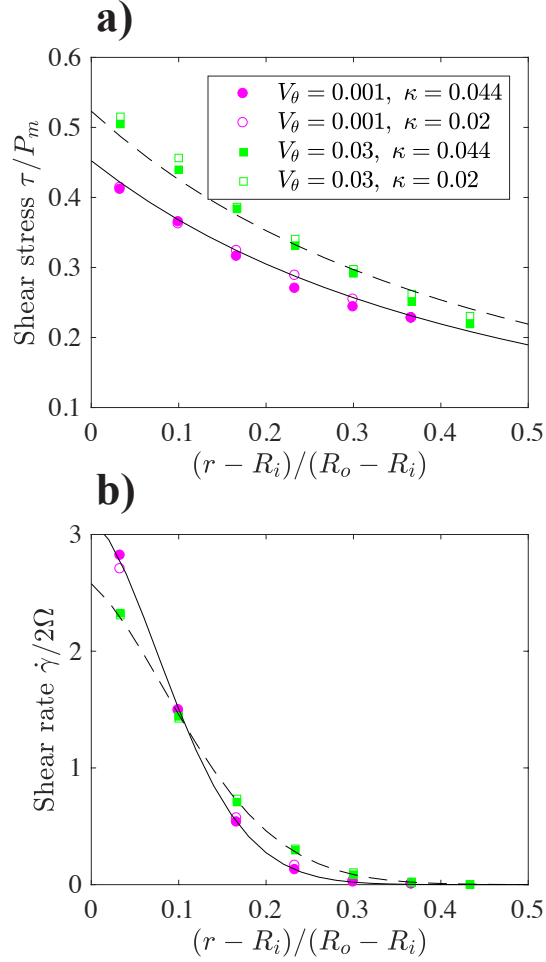 a)
0.6
0.5
0.4
0.3
0.2
0.1
Shear stress τ/P_m
V_θ = 0.001, κ = 0.044
V_θ = 0.001, κ = 0.02
V_θ = 0.03, κ = 0.044
V_θ = 0.03, κ = 0.02
0 0.1 0.2 0.3 0.4 0.5
(r − R_i)/(R_o − R_i)
b)
3
2
1
0
Shear rate γ̇/2Ω
0 0.1 0.2 0.3 0.4 0.5
(r − R_i)/(R_o − R_i)